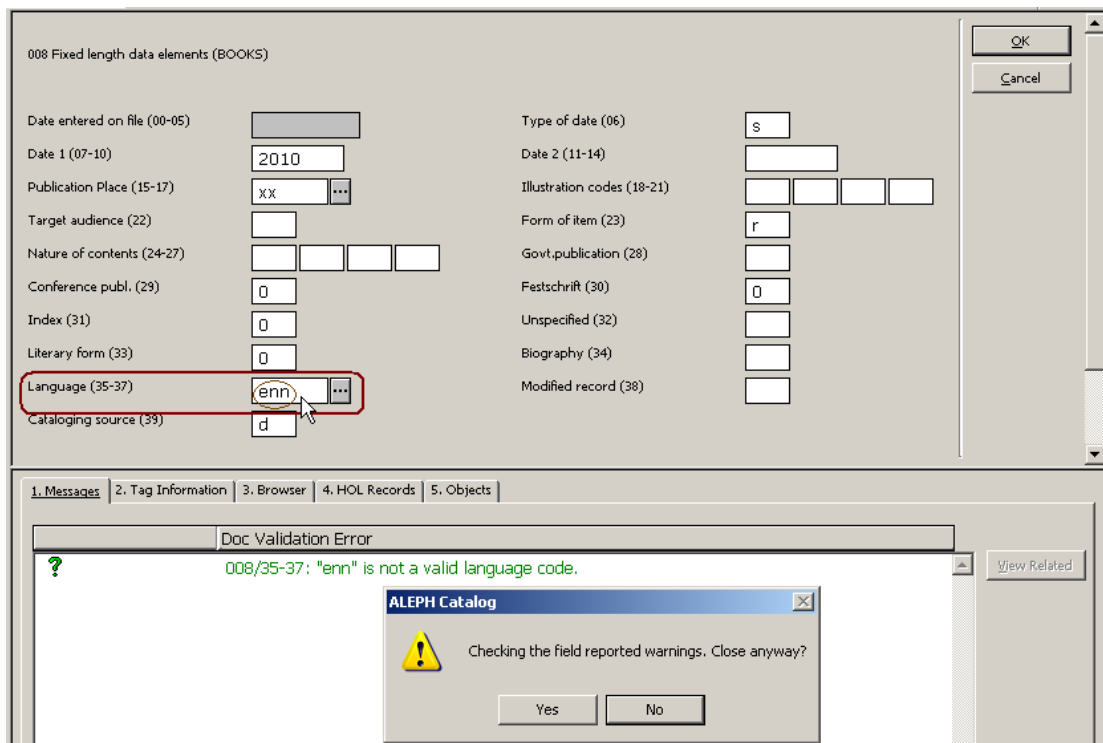 008 Fixed length data elements (BOOKS)
OK
Cancel
Date entered on file (00-05)
Type of date (06) s
Date 1 (07-10) 2010
Date 2 (11-14)
Publication Place (15-17) xx ...
Illustration codes (18-21)
Target audience (22)
Form of item (23) r
Nature of contents (24-27)
Govt.publication (28)
Conference publ. (29) 0
Festschrift (30) 0
Index (31) 0
Unspecified (32)
Literary form (33) 0
Biography (34)
Language (35-37) enn ...
Modified record (38)
Cataloging source (39) d
1. Messages 2. Tag Information 3. Browser 4. HOL Records 5. Objects
Doc Validation Error
? 008/35-37: "enn" is not a valid language code.
View Related
ALEPH Catalog
Checking the field reported warnings. Close anyway?
Yes No